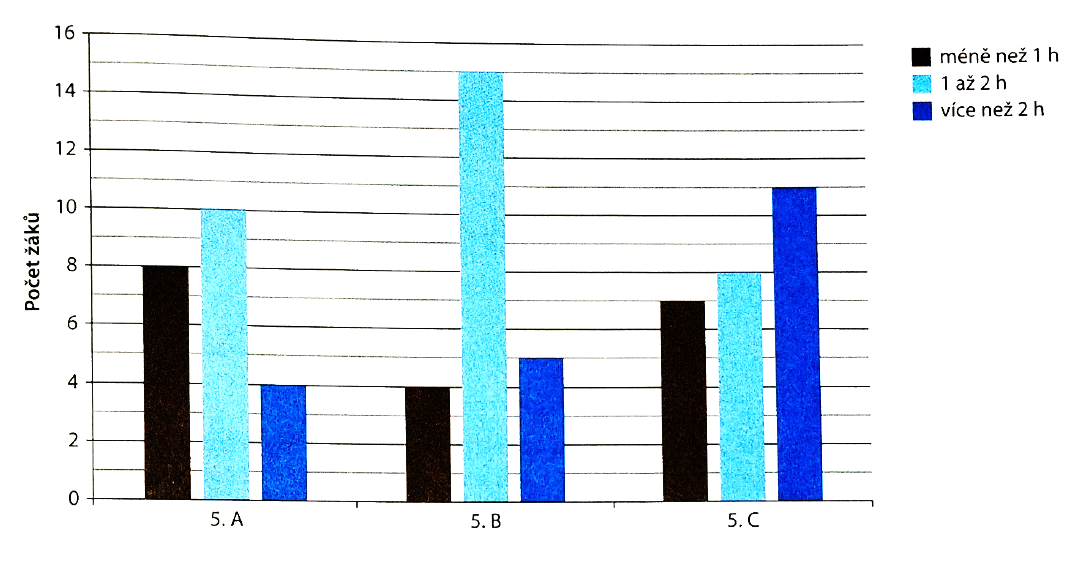 16
14
12
10
8
6
4
2
0
Počet žáků
5. A
5. B
5. C
méně než 1 h
1 až 2 h
více než 2 h